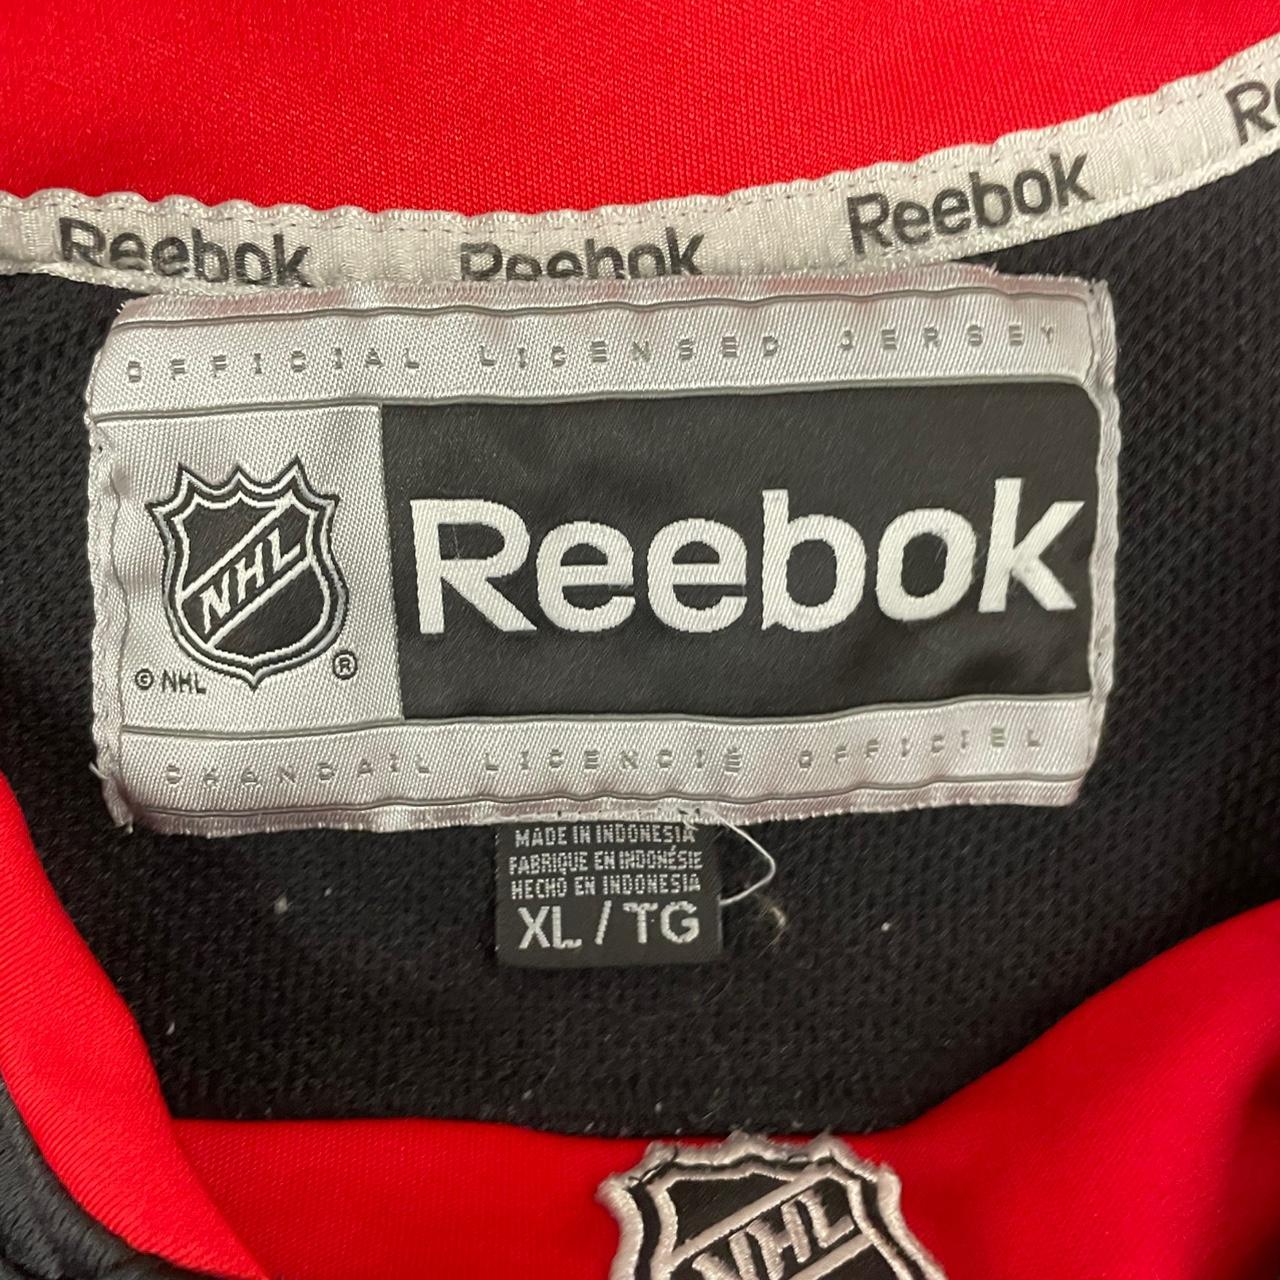 Reebok Reebok Reebok Re
OFFICIAL LICENSED JERSEY
NHL
Reebok
© NHL ®
CHANDAIL LICENCIÉ OFFICIEL
MADE IN INDONESIA
FABRIQUE EN INDONÉSIE
HECHO EN INDONESIA
XL / TG
NHL